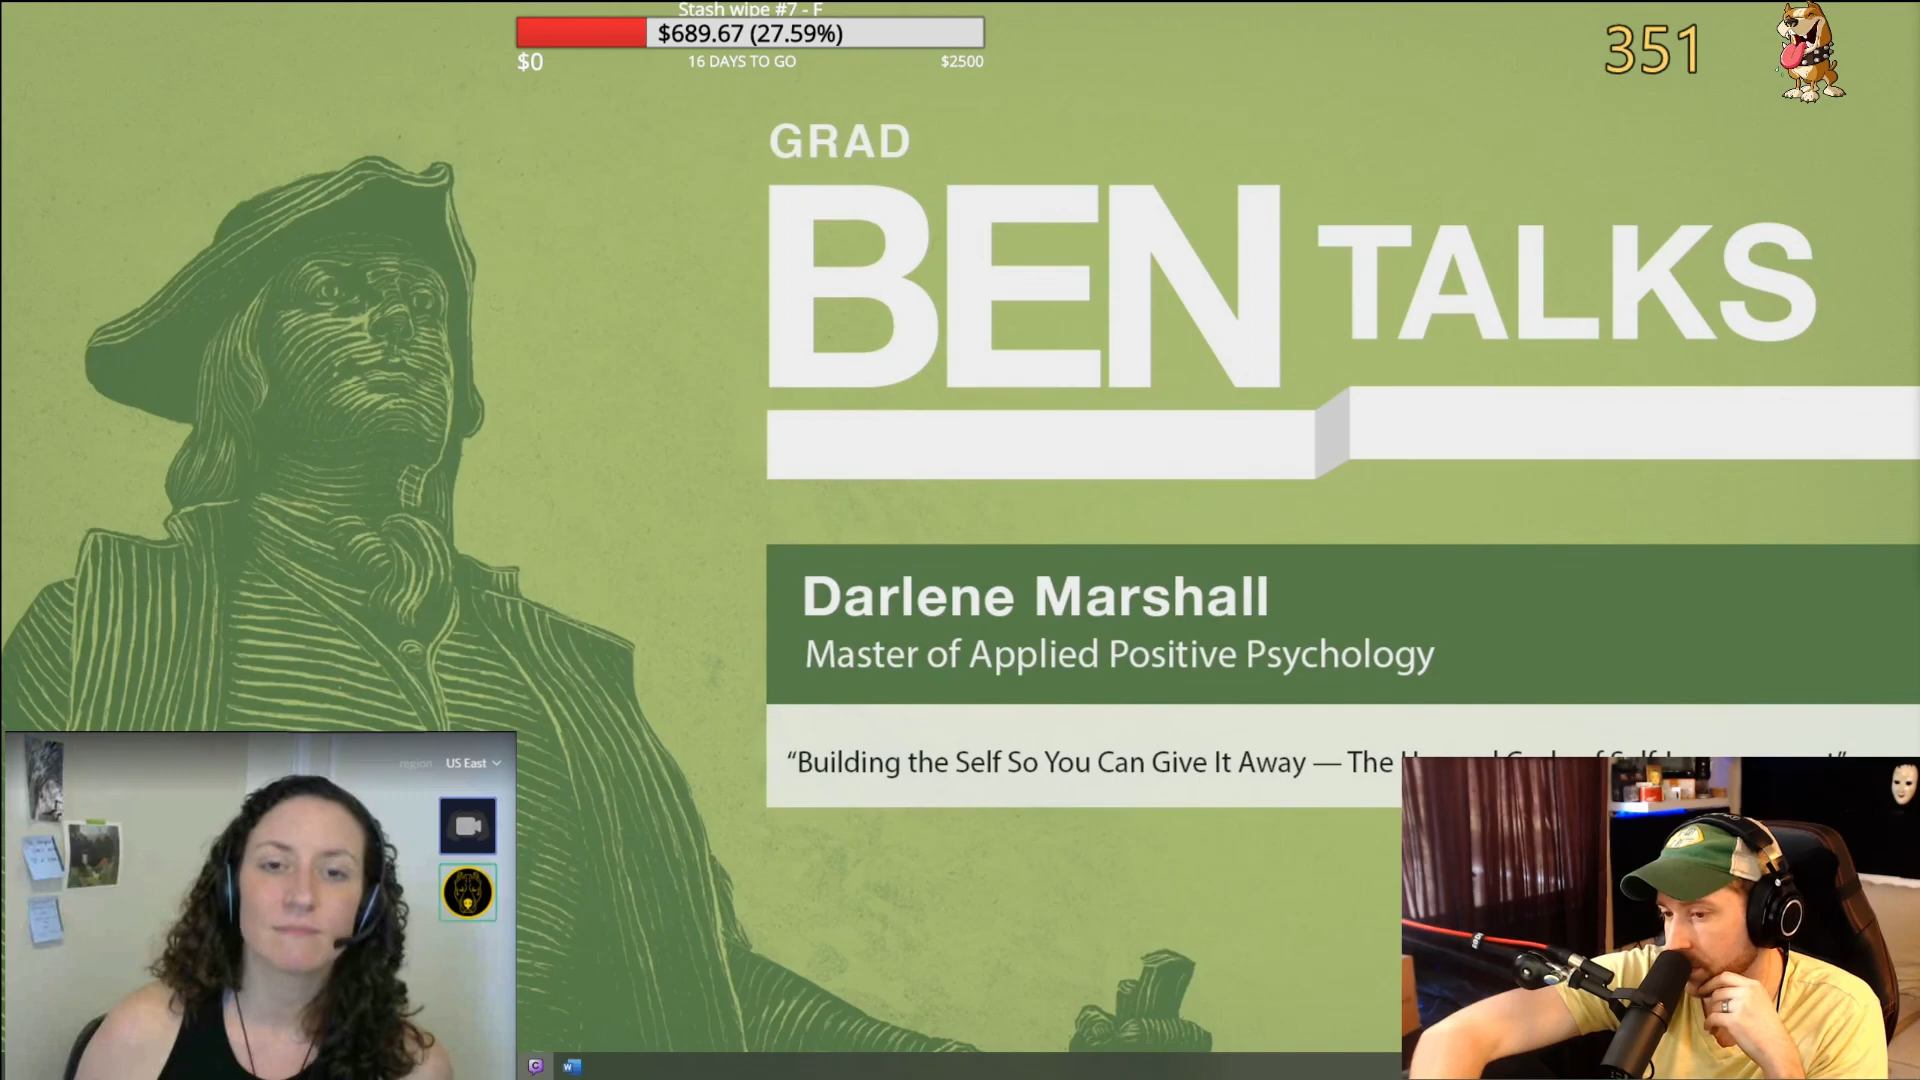 Stash wipe #7 - F
$689.67 (27.59%)
$0
16 DAYS TO GO
$2500
351
GRAD
BEN TALKS
Darlene Marshall
Master of Applied Positive Psychology
“Building the Self So You Can Give It Away — The
region
US East